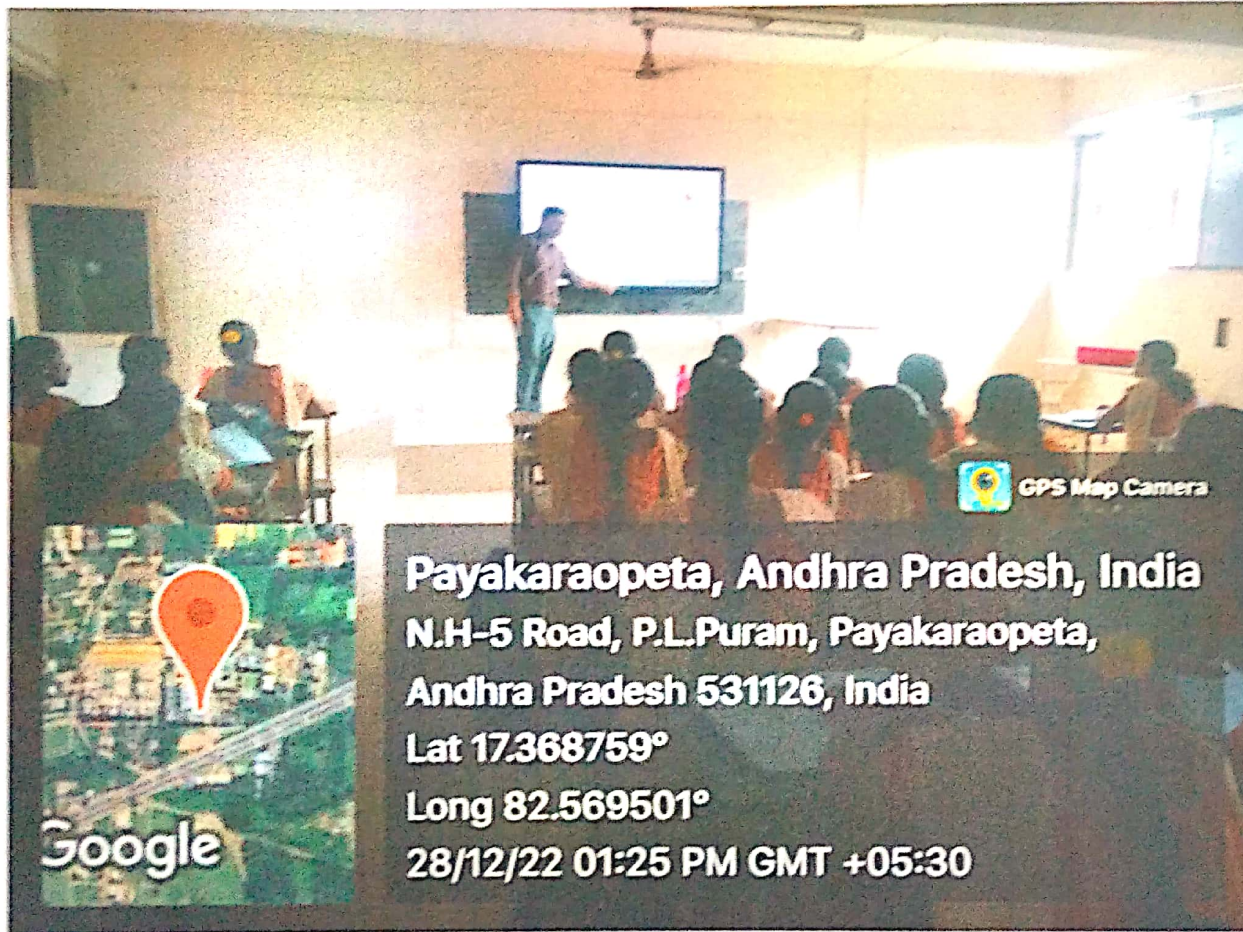 GPS Map Camera
Payakaraopeta, Andhra Pradesh, India
N.H-5 Road, P.L.Puram, Payakaraopeta,
Andhra Pradesh 531126, India
Lat 17.368759°
Long 82.569501°
28/12/22 01:25 PM GMT +05:30
Google